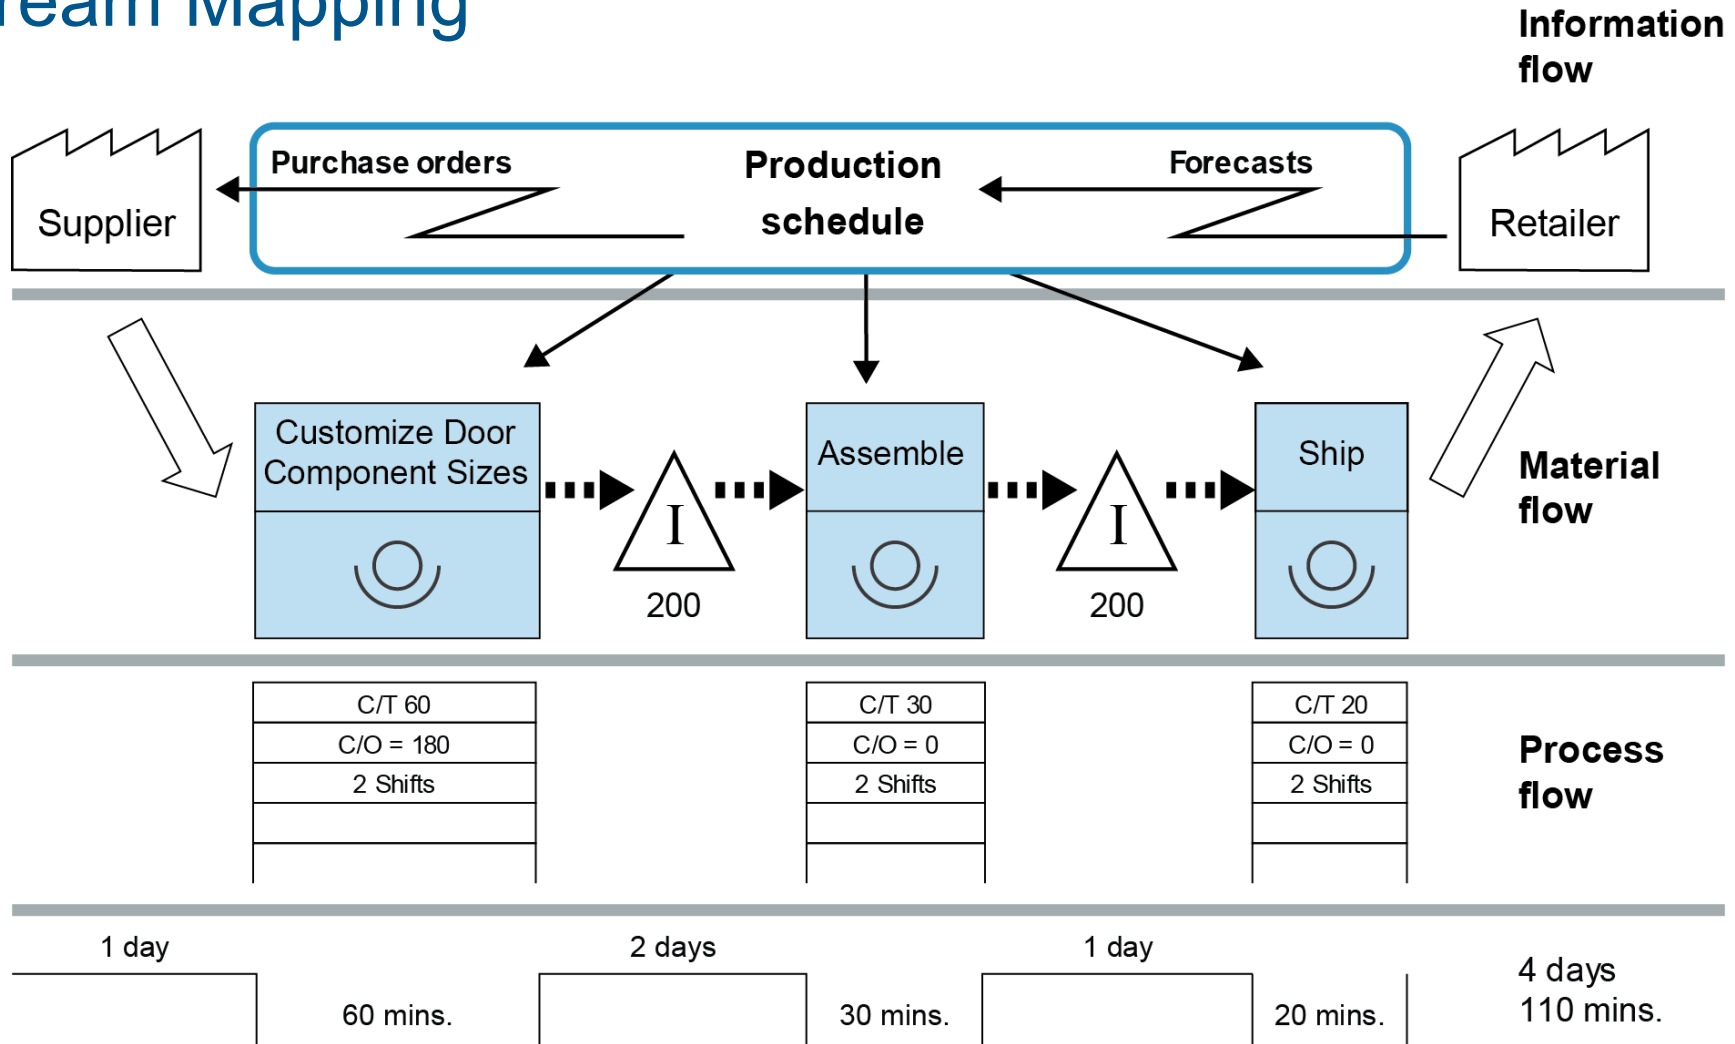 ream Mapping
Information
flow
Purchase orders
Production
schedule
Forecasts
Supplier
Retailer
Customize Door
Component Sizes
Assemble
Ship
I
I
200
200
Material
flow
C/T 60
C/O = 180
2 Shifts
C/T 30
C/O = 0
2 Shifts
C/T 20
C/O = 0
2 Shifts
Process
flow
1 day
2 days
1 day
60 mins.
30 mins.
20 mins.
4 days
110 mins.